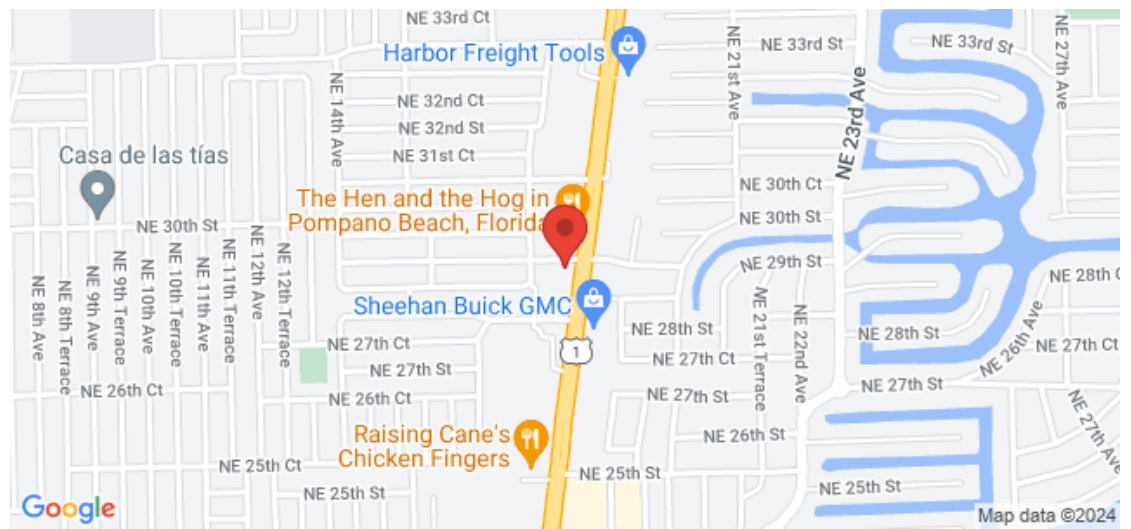 NE 33rd Ct
Harbor Freight Tools
NE 21st Ave
NE 33rd St
NE 33rd St
NE 27th Ave
NE 14th Ave
NE 32nd Ct
NE 32nd St
NE 31st Ct
NE 23rd Ave
Casa de las tías
The Hen and the Hog in
Pompano Beach, Florida
NE 30th Ct
NE 30th St
NE 30th St
NE 29th St
NE 8th Ave
NE 8th Terrace
NE 9th Ave
NE 9th Terrace
NE 10th Ave
NE 10th Terrace
NE 11th Ave
NE 11th Terrace
NE 12th Ave
NE 12th Terrace
Sheehan Buick GMC
1
NE 28th Ct
NE 28th St
NE 28th St
NE 21st Terrace
NE 22nd Ave
NE 26th Ave
NE 27th Ct
NE 27th Ct
NE 27th Ct
NE 27th St
NE 27th St
NE 27th St
NE 27th Ave
NE 26th Ct
NE 26th Ct
NE 26th St
Raising Cane's
Chicken Fingers
NE 25th Ct
NE 25th St
NE 25th St
NE 25th St
Google
Map data ©2024